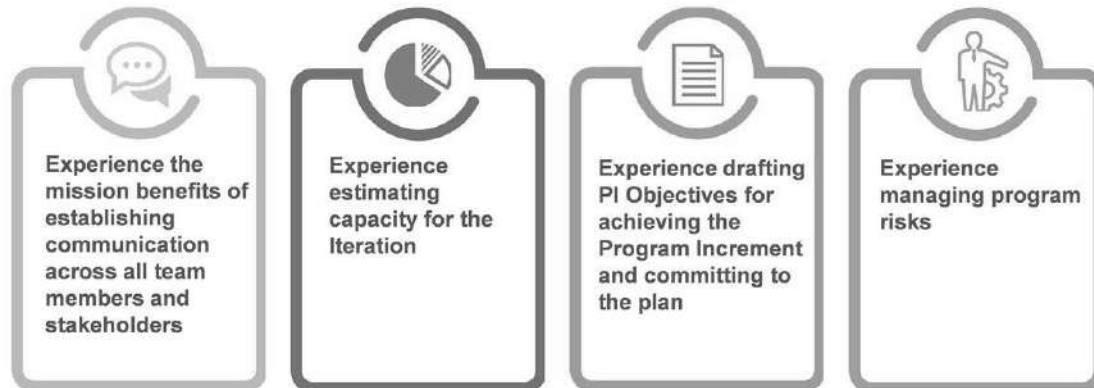 Experience the
mission benefits of
establishing
communication
across all team
members and
stakeholders
Experience
estimating
capacity for the
Iteration
Experience drafting
PI Objectives for
achieving the
Program Increment
and committing to
the plan
Experience
managing program
risks